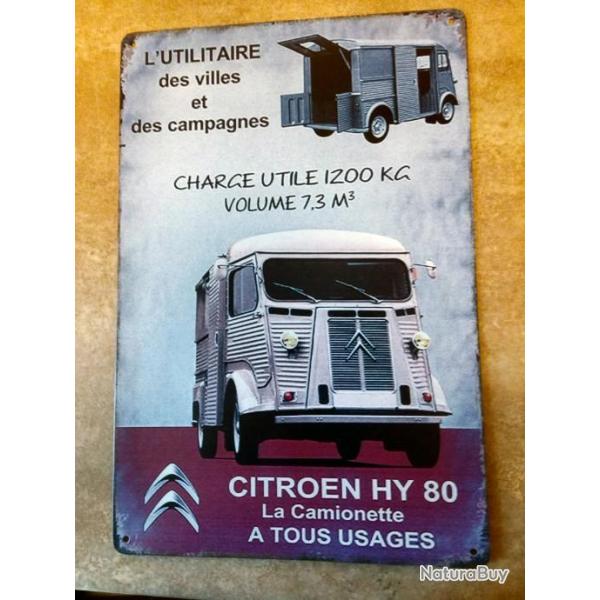 L'UTILITAIRE
des villes
et
des campagnes
CHARGE UTILE 1200 KG
VOLUME 7,3 M³
CITROEN HY 80
La Camionette
A TOUS USAGES
NaturaBuy